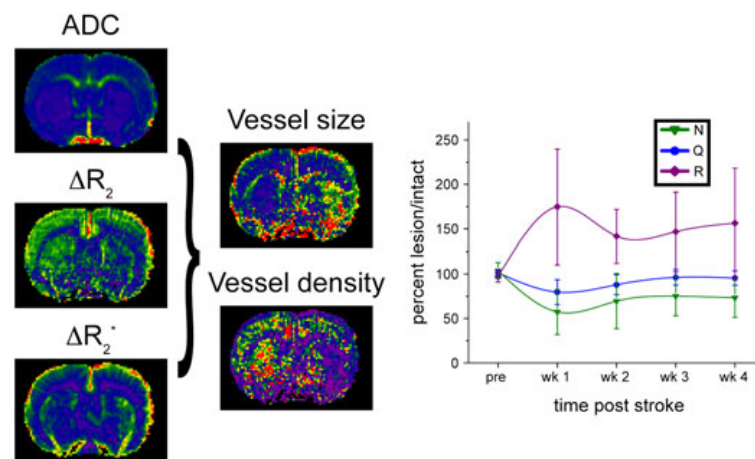 ADC
ΔR₂
ΔR₂*
Vessel size
Vessel density
N
Q
R
percent lesion/intact
250
200
150
100
50
0
pre
wk 1
wk 2
wk 3
wk 4
time post stroke